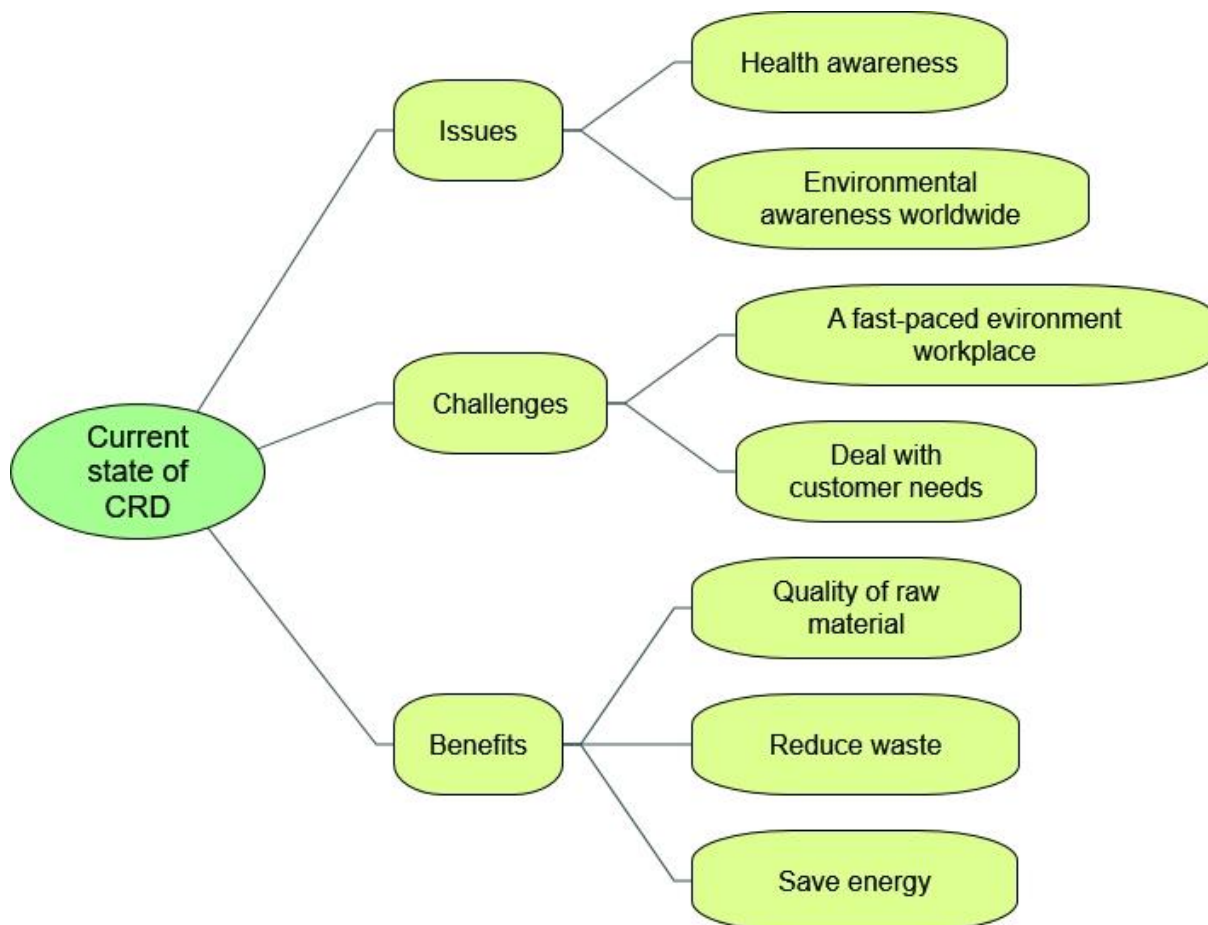 Health awareness
Issues
Environmental
awareness worldwide
A fast-paced evironment
workplace
Challenges
Current
state of
CRD
Deal with
customer needs
Quality of raw
material
Benefits
Reduce waste
Save energy